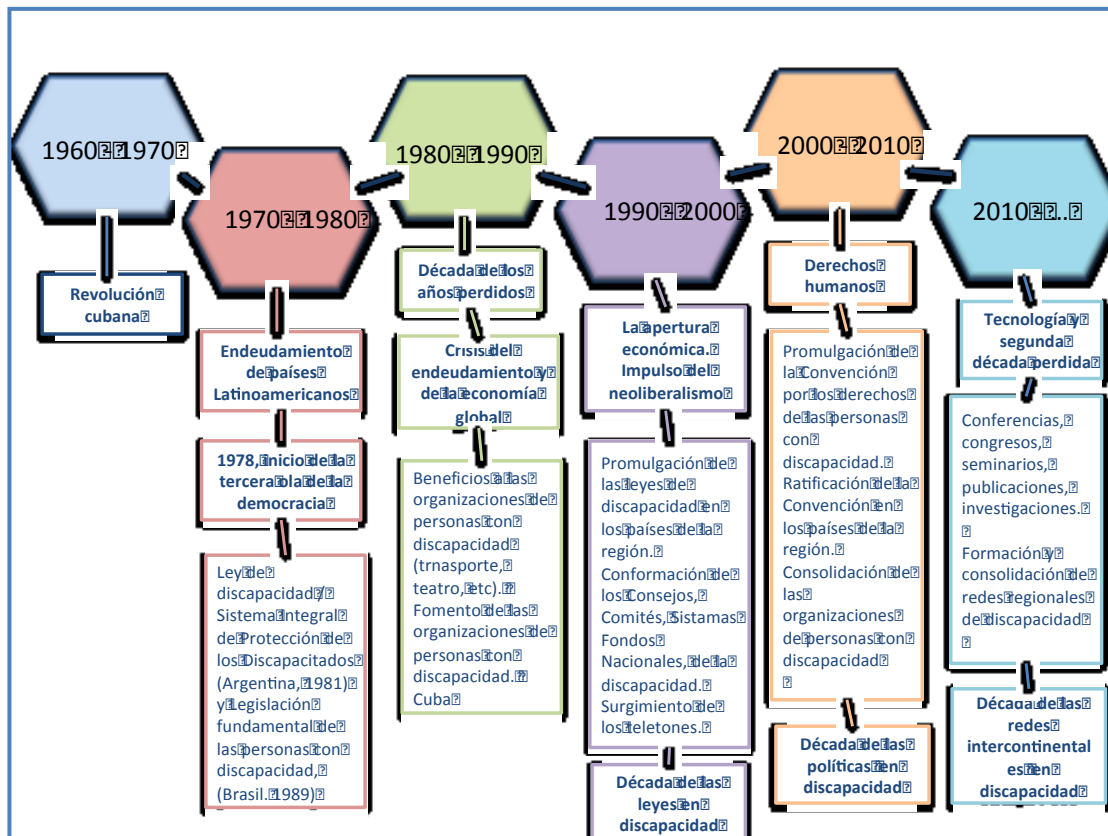 1960 - 1970
Revolución
cubana
1970 - 1980
Endeudamiento
de países
Latinoamericanos
1978, inicio de la
tercera ola de la
democracia
Ley de
discapacidad /
Sistema Integral
de Protección de
los Discapacitados
(Argentina, 1981)
y Legislación
fundamental de
las personas con
discapacidad,
(Brasil. 1989)
1980 - 1990
Década de los
años perdidos
Crisis del
endeudamiento y
de la economía
global
Beneficios a las
organizaciones de
personas con
discapacidad
(trnasporte,
teatro, etc).
Fomento de las
organizaciones de
personas con
discapacidad.
Cuba
1990 - 2000
La apertura
económica.
Impulso del
neoliberalismo
Promulgación de
las leyes de
discapacidad en
los países de la
región.
Conformación de
los Consejos,
Comités, Sistamas
Fondos
Nacionales, de la
discapacidad.
Surgimiento de
los teletones.
Década de las
leyes en
discapacidad
2000 - 2010
Derechos
humanos
Promulgación de
la Convención
por los derechos
de las personas
con
discapacidad.
Ratificación de la
Convención en
los países de la
región.
Consolidación de
las
organizaciones
de personas con
discapacidad
2010 - ...
Tecnología y
segunda
década perdida
Conferencias,
congresos,
seminarios,
publicaciones,
investigaciones.
Formación y
consolidación de
redes regionales
de discapacidad
Década de las
redes
intercontinental
es en
discapacidad